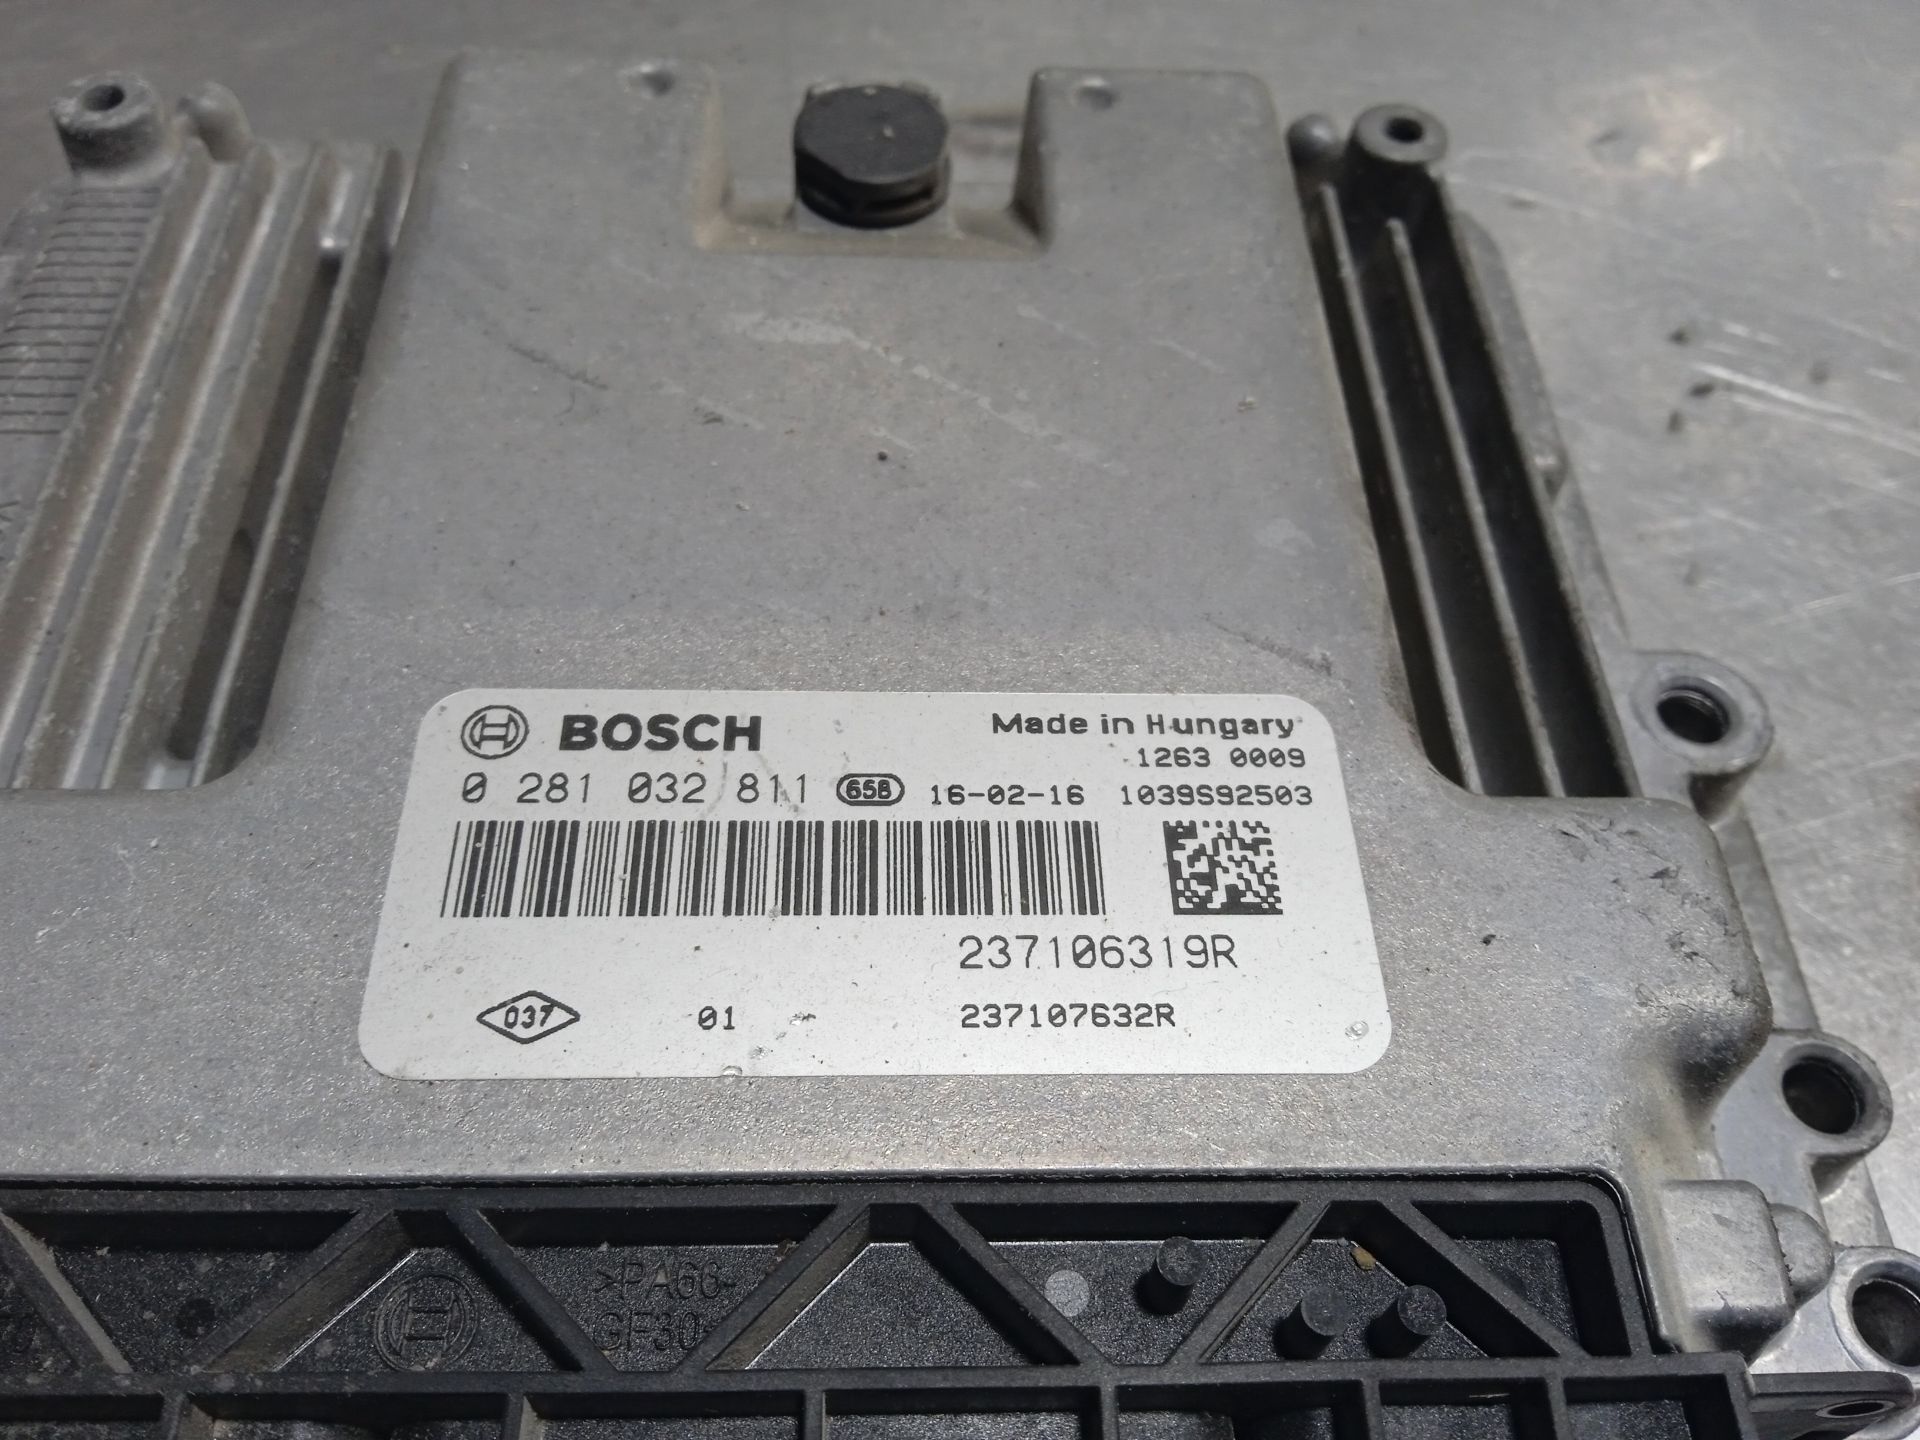 BOSCH
Made in Hungary
1263 0009
0 281 032 811 658 16-02-16 1039S92503
237106319R
037 01 237107632R
>PA66-
GF30